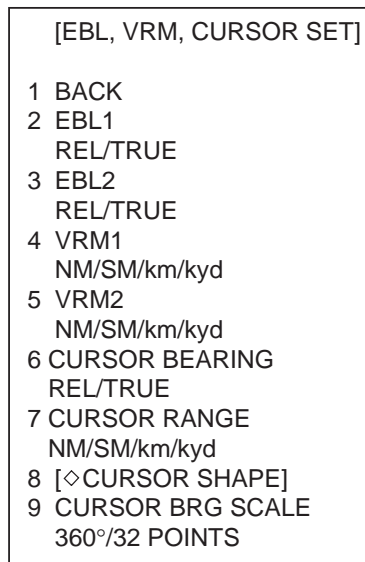 [EBL, VRM, CURSOR SET]
1 BACK
2 EBL1
REL/TRUE
3 EBL2
REL/TRUE
4 VRM1
NM/SM/km/kyd
5 VRM2
NM/SM/km/kyd
6 CURSOR BEARING
REL/TRUE
7 CURSOR RANGE
NM/SM/km/kyd
8 [◇CURSOR SHAPE]
9 CURSOR BRG SCALE
360°/32 POINTS